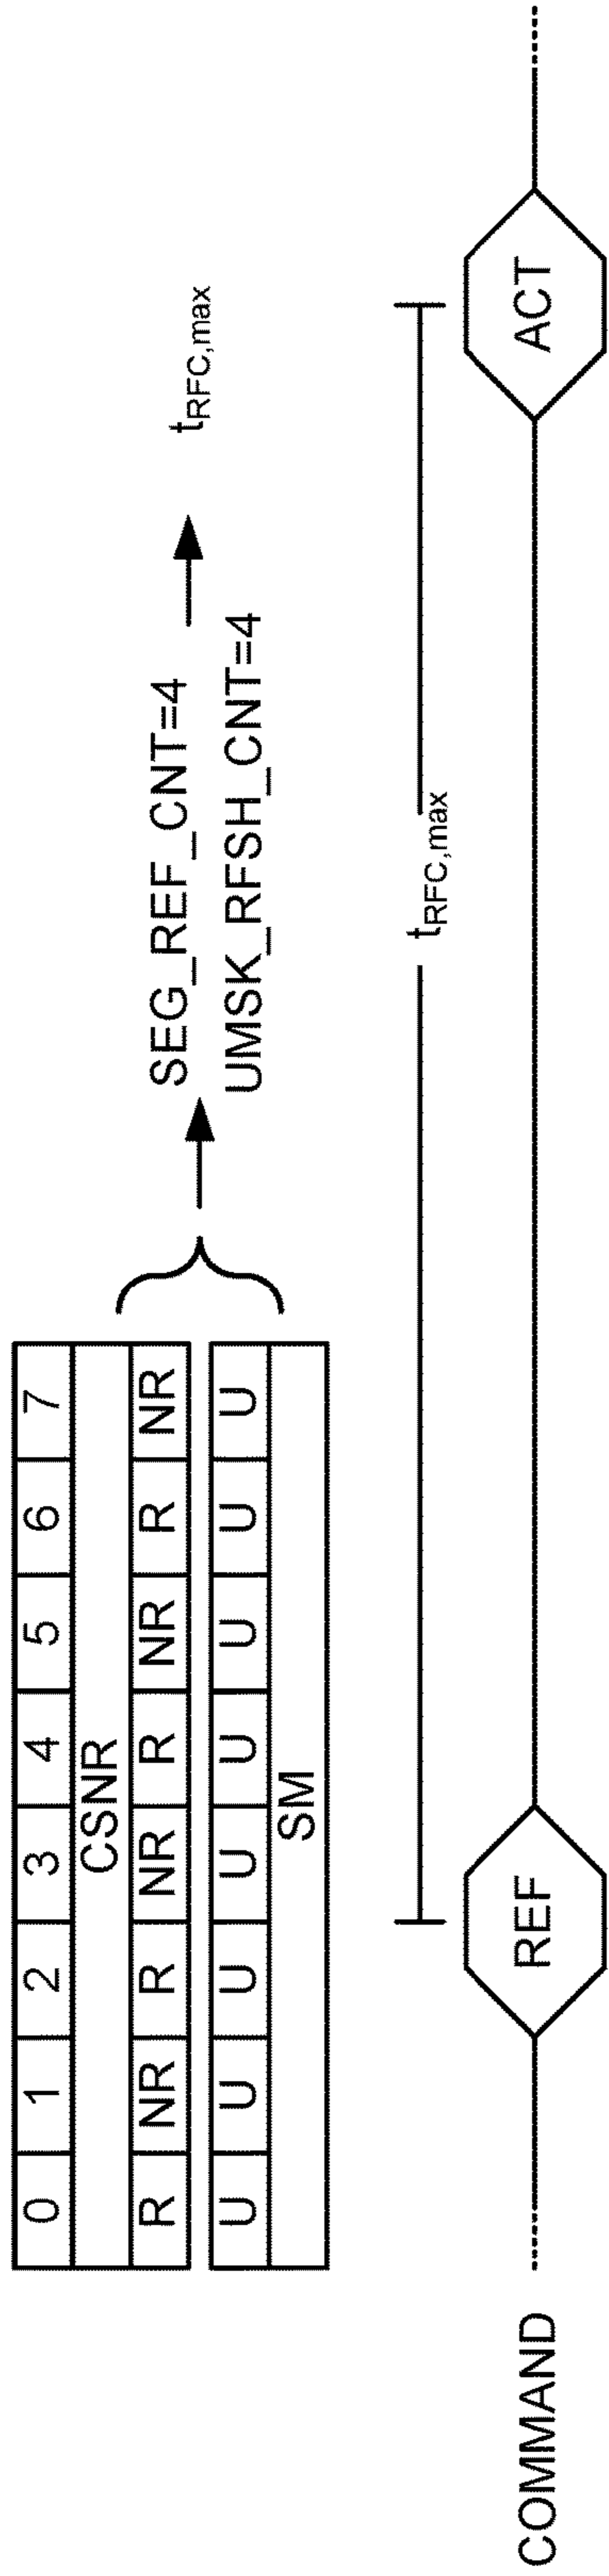 0 1 2 3 4 5 6 7
CSNR
R NR R NR R NR R NR
U U U U U U U U
SM
SEG_REF_CNT=4
UMSK_RFSH_CNT=4
tRFC,max
tRFC,max
COMMAND REF ACT